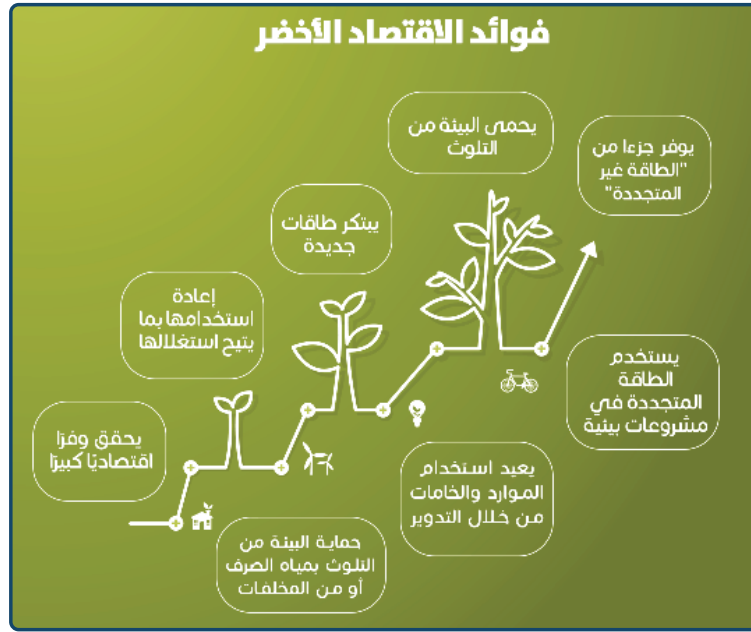 فوائد الاقتصاد الأخضر
يوفر جزءا من
"الطاقة غير
المتجددة"
يحمى البيئة من
التلوث
يبتكر طاقات
جديدة
إعادة
استخدامها بما
يتيح استغلالها
يحقق وفرًا
اقتصاديًا كبيرًا
يستخدم
الطاقة
المتجددة في
مشروعات بيئية
يعيد استخدام
الموارد والخامات
من خلال التدوير
حماية البيئة من
التلوث بمياه الصرف
أو من المخلفات